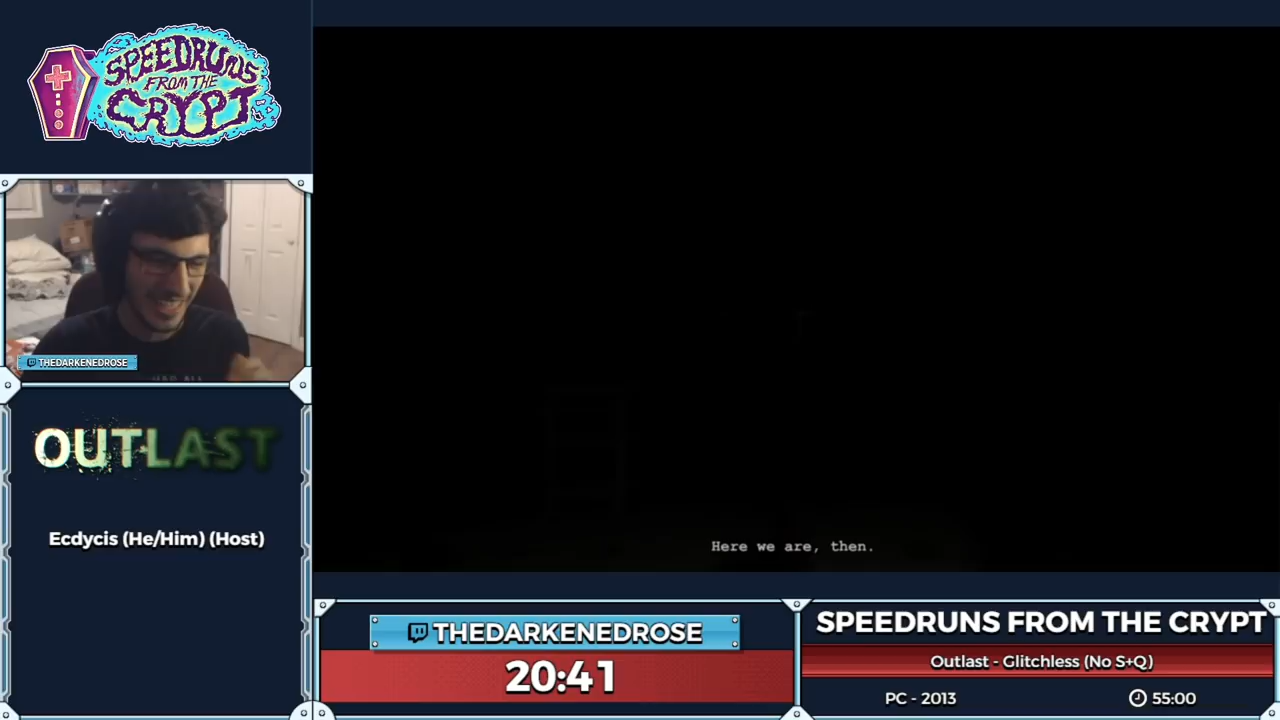 SPEEDRUNS
FROM THE
CRYPT
THEDARKENEDROSE
OUTLAST
Ecdycis (He/Him) (Host)
Here we are, then.
THEDARKENEDROSE
20:41
SPEEDRUNS FROM THE CRYPT
Outlast - Glitchless (No S+Q)
PC - 2013
55:00